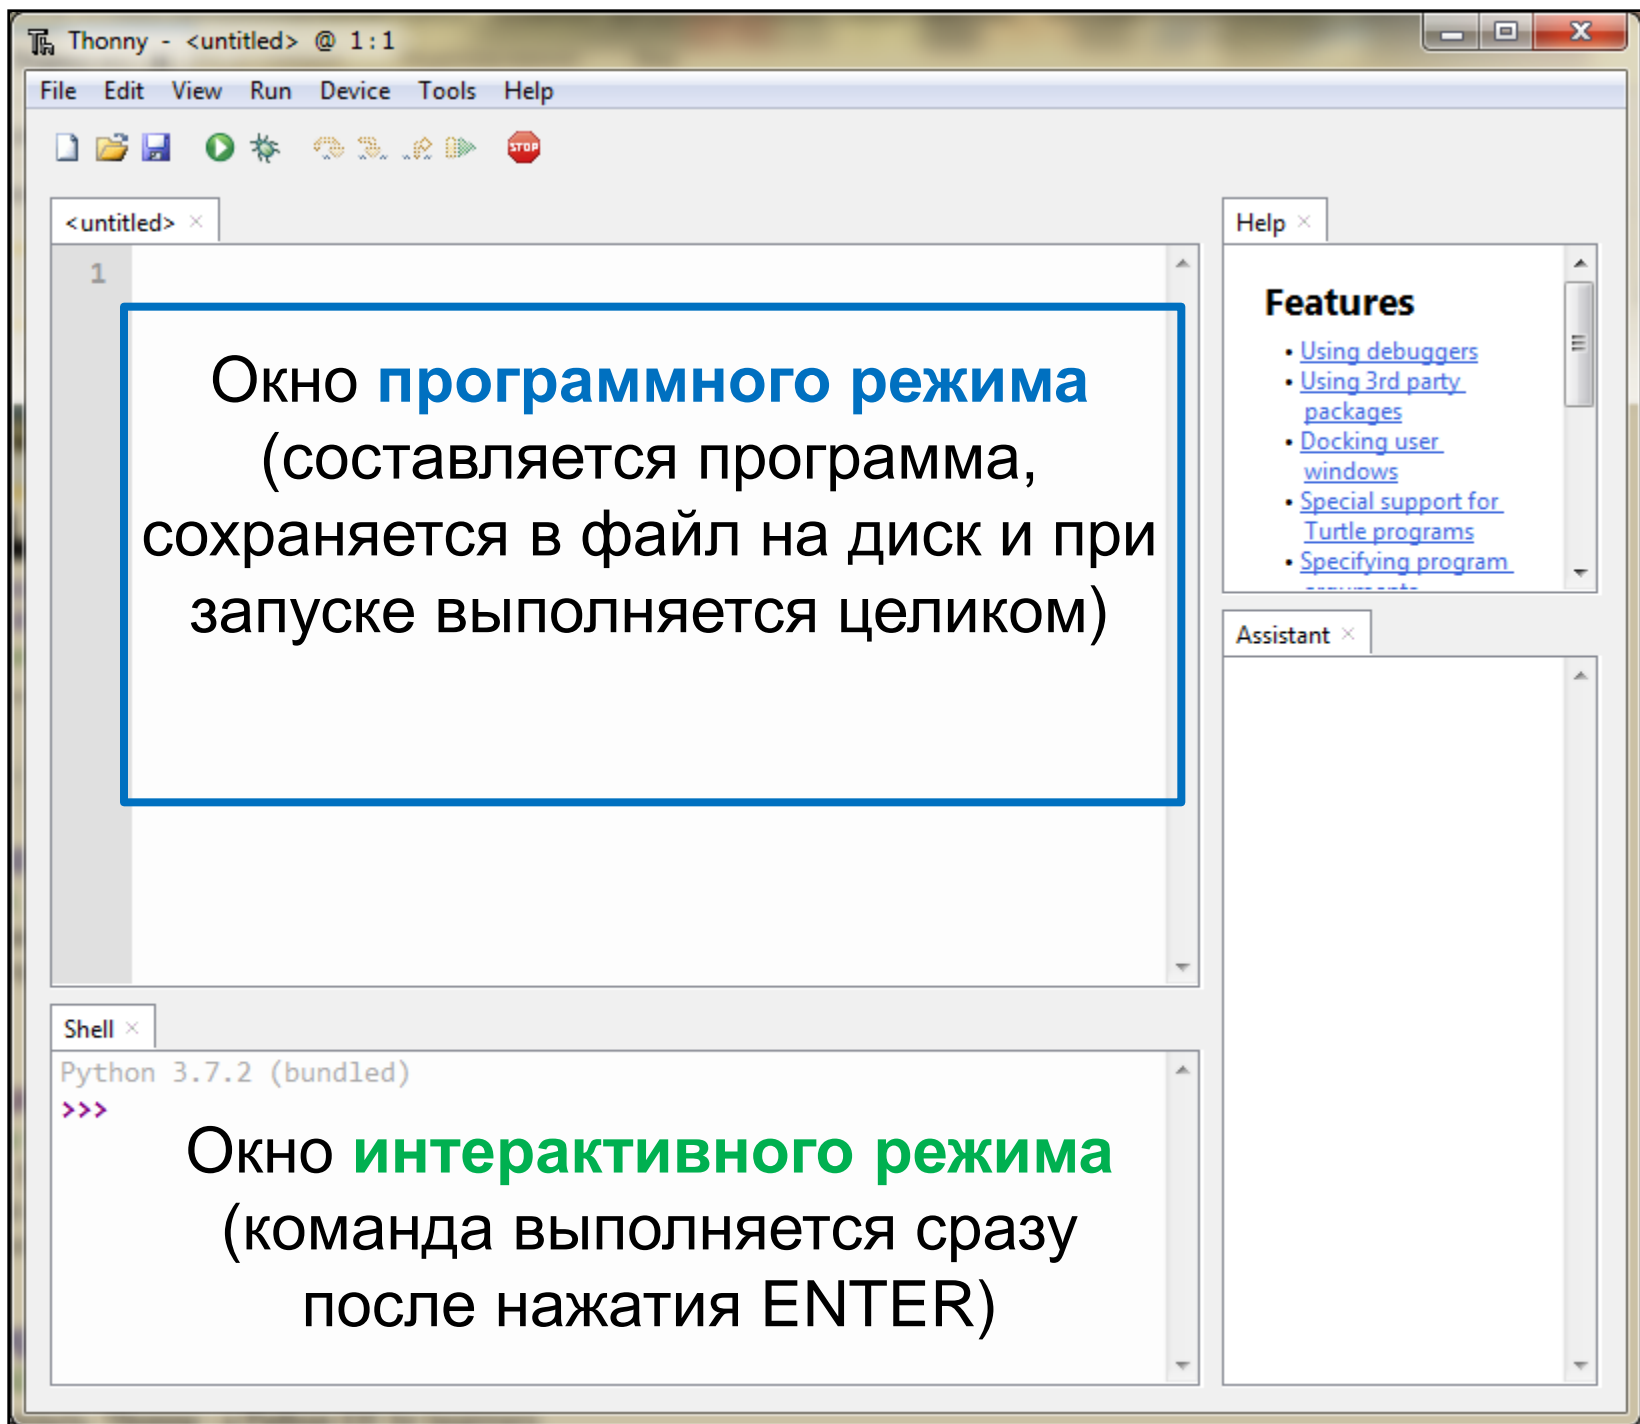 Thonny - <untitled> @ 1:1
File Edit View Run Device Tools Help
STOP
<untitled> ×
1
Окно программного режима
(составляется программа,
сохраняется в файл на диск и при
запуске выполняется целиком)
Help ×
Features
• Using debuggers
• Using 3rd party
packages
• Docking user
windows
• Special support for
Turtle programs
• Specifying program
Assistant ×
Shell ×
Python 3.7.2 (bundled)
>>>
Окно интерактивного режима
(команда выполняется сразу
после нажатия ENTER)